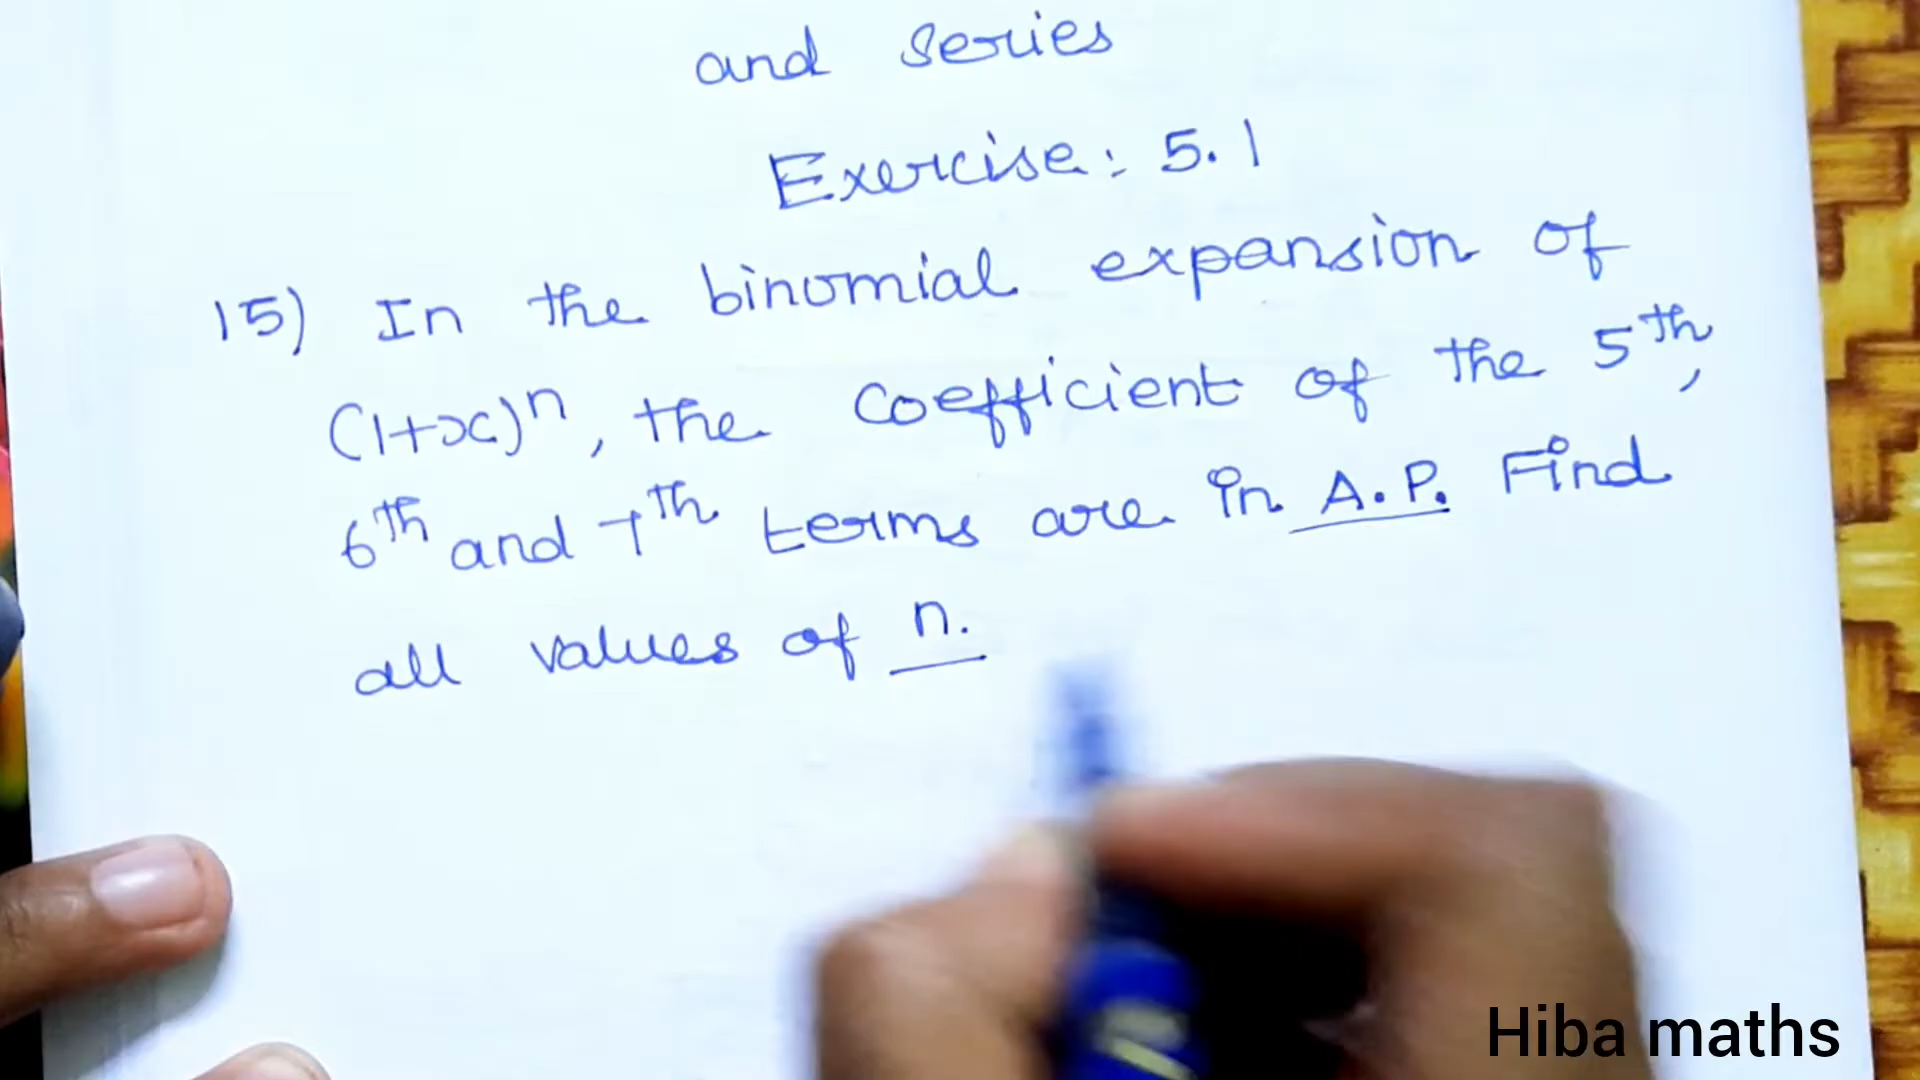 and series
Exercise: 5.1
15) In the binomial expansion of
(1+x)ⁿ, the coefficient of the 5th,
6th and 7th terms are in A.P. Find
all values of n.
Hiba maths